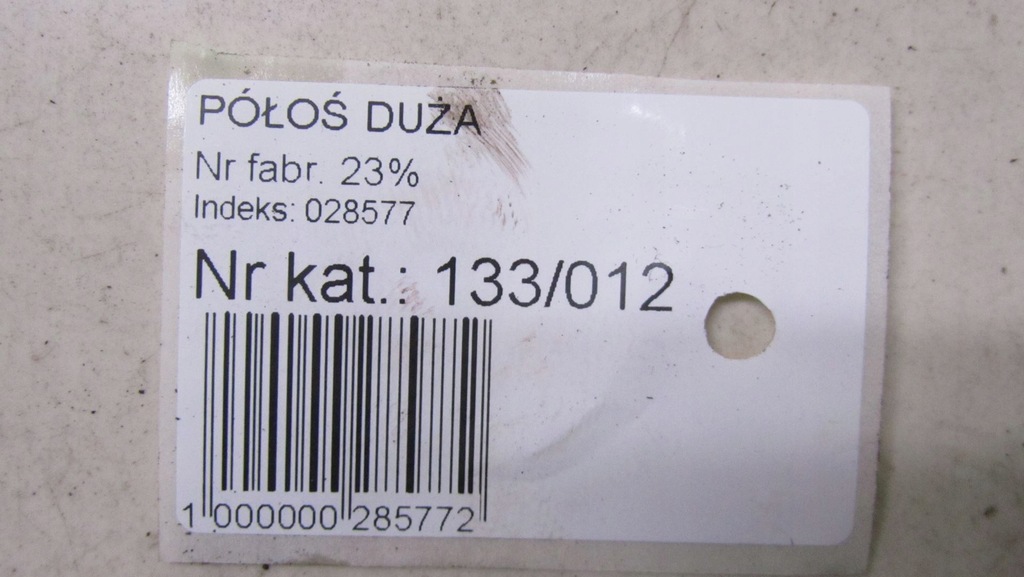 PÓŁOŚ DUŻA
Nr fabr. 23%
Indeks: 028577
Nr kat.: 133/012
1 000000 285772